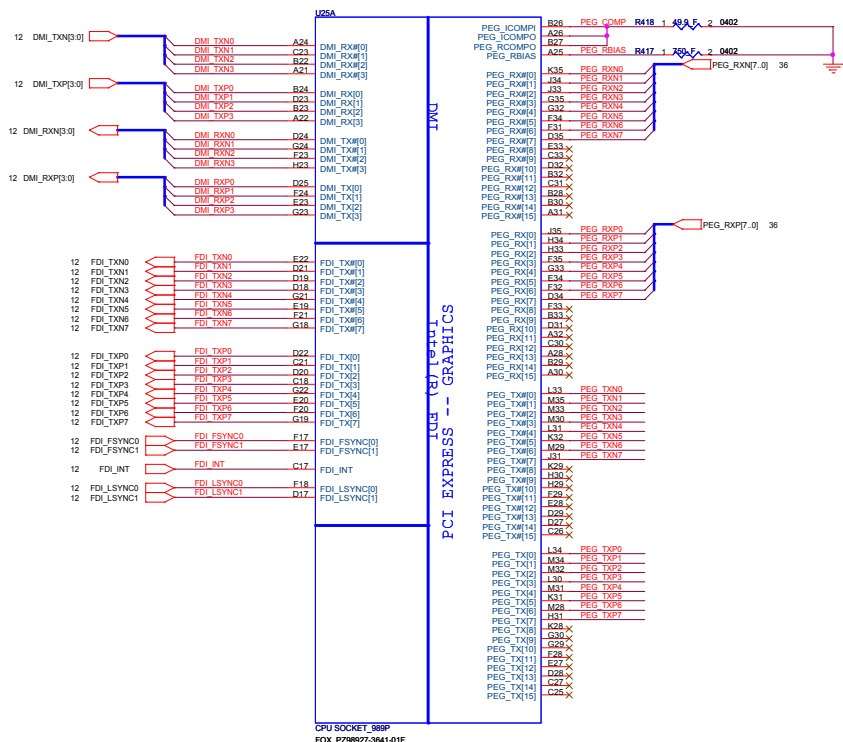 U25A
12 DMI_TXN[3:0]
DMI_TXN0 A24 DMI_RX#[0]
DMI_TXN1 C23 DMI_RX#[1]
DMI_TXN2 B22 DMI_RX#[2]
DMI_TXN3 A21 DMI_RX#[3]
12 DMI_TXP[3:0]
DMI_TXP0 B24 DMI_RX[0]
DMI_TXP1 D23 DMI_RX[1]
DMI_TXP2 B23 DMI_RX[2]
DMI_TXP3 A22 DMI_RX[3]
12 DMI_RXN[3:0]
DMI_RXN0 D24 DMI_TX#[0]
DMI_RXN1 G24 DMI_TX#[1]
DMI_RXN2 F23 DMI_TX#[2]
DMI_RXN3 H23 DMI_TX#[3]
12 DMI_RXP[3:0]
DMI_RXP0 D25 DMI_TX[0]
DMI_RXP1 F24 DMI_TX[1]
DMI_RXP2 E23 DMI_TX[2]
DMI_RXP3 G23 DMI_TX[3]
12 FDI_TXN0 FDI_TXN0 E22 FDI_TX#[0]
12 FDI_TXN1 FDI_TXN1 D21 FDI_TX#[1]
12 FDI_TXN2 FDI_TXN2 D19 FDI_TX#[2]
12 FDI_TXN3 FDI_TXN3 D18 FDI_TX#[3]
12 FDI_TXN4 FDI_TXN4 G21 FDI_TX#[4]
12 FDI_TXN5 FDI_TXN5 E19 FDI_TX#[5]
12 FDI_TXN6 FDI_TXN6 F21 FDI_TX#[6]
12 FDI_TXN7 FDI_TXN7 G18 FDI_TX#[7]
12 FDI_TXP0 FDI_TXP0 D22 FDI_TX[0]
12 FDI_TXP1 FDI_TXP1 C21 FDI_TX[1]
12 FDI_TXP2 FDI_TXP2 D20 FDI_TX[2]
12 FDI_TXP3 FDI_TXP3 C18 FDI_TX[3]
12 FDI_TXP4 FDI_TXP4 G22 FDI_TX[4]
12 FDI_TXP5 FDI_TXP5 E20 FDI_TX[5]
12 FDI_TXP6 FDI_TXP6 F20 FDI_TX[6]
12 FDI_TXP7 FDI_TXP7 G19 FDI_TX[7]
12 FDI_FSYNC0 FDI_FSYNC0 F17 FDI_FSYNC[0]
12 FDI_FSYNC1 FDI_FSYNC1 E17 FDI_FSYNC[1]
12 FDI_INT FDI_INT C17 FDI_INT
12 FDI_LSYNC0 FDI_LSYNC0 F18 FDI_LSYNC[0]
12 FDI_LSYNC1 FDI_LSYNC1 D17 FDI_LSYNC[1]
DMI
Intel(R) FDI
PCI EXPRESS -- GRAPHICS
PEG_ICOMPI B26 PEG_COMP R418 1 49.9_F 2 0402
PEG_ICOMPO A26
PEG_RCOMPO B27
PEG_RBIAS A25 PEG_RBIAS R417 1 750_F 2 0402
PEG_RXN[7..0] 36
PEG_RX#[0] K35 PEG_RXN0
PEG_RX#[1] J34 PEG_RXN1
PEG_RX#[2] J33 PEG_RXN2
PEG_RX#[3] G35 PEG_RXN3
PEG_RX#[4] G32 PEG_RXN4
PEG_RX#[5] F34 PEG_RXN5
PEG_RX#[6] F31 PEG_RXN6
PEG_RX#[7] D35 PEG_RXN7
PEG_RX#[8] E33
PEG_RX#[9] C33
PEG_RX#[10] D32
PEG_RX#[11] B32
PEG_RX#[12] C31
PEG_RX#[13] B28
PEG_RX#[14] B30
PEG_RX#[15] A31
PEG_RXP[7..0] 36
PEG_RX[0] J35 PEG_RXP0
PEG_RX[1] H34 PEG_RXP1
PEG_RX[2] H33 PEG_RXP2
PEG_RX[3] F35 PEG_RXP3
PEG_RX[4] G33 PEG_RXP4
PEG_RX[5] E34 PEG_RXP5
PEG_RX[6] F32 PEG_RXP6
PEG_RX[7] D34 PEG_RXP7
PEG_RX[8] F33
PEG_RX[9] B33
PEG_RX[10] D31
PEG_RX[11] A32
PEG_RX[12] C30
PEG_RX[13] A28
PEG_RX[14] B29
PEG_RX[15] A30
PEG_TX#[0] L33 PEG_TXN0
PEG_TX#[1] M35 PEG_TXN1
PEG_TX#[2] M33 PEG_TXN2
PEG_TX#[3] M30 PEG_TXN3
PEG_TX#[4] L31 PEG_TXN4
PEG_TX#[5] K32 PEG_TXN5
PEG_TX#[6] M29 PEG_TXN6
PEG_TX#[7] J31 PEG_TXN7
PEG_TX#[8] K29
PEG_TX#[9] H30
PEG_TX#[10] H29
PEG_TX#[11] F29
PEG_TX#[12] E28
PEG_TX#[13] D29
PEG_TX#[14] D27
PEG_TX#[15] C26
PEG_TX[0] L34 PEG_TXP0
PEG_TX[1] M34 PEG_TXP1
PEG_TX[2] M32 PEG_TXP2
PEG_TX[3] L30 PEG_TXP3
PEG_TX[4] M31 PEG_TXP4
PEG_TX[5] K31 PEG_TXP5
PEG_TX[6] M28 PEG_TXP6
PEG_TX[7] H31 PEG_TXP7
PEG_TX[8] K28
PEG_TX[9] G30
PEG_TX[10] G29
PEG_TX[11] F28
PEG_TX[12] E27
PEG_TX[13] D28
PEG_TX[14] C27
PEG_TX[15] C25
CPU SOCKET_989P
FOX_PZ98927-3641-01F